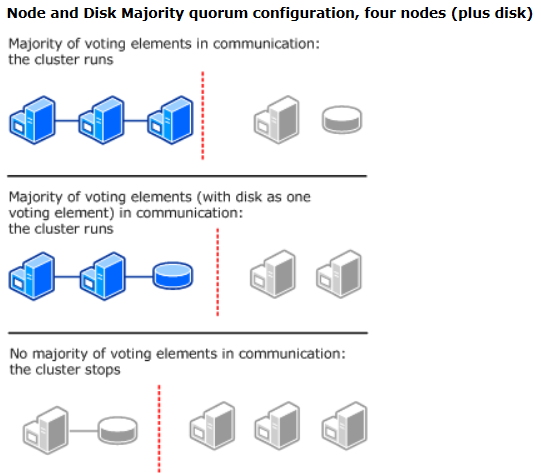 Node and Disk Majority quorum configuration, four nodes (plus disk)
Majority of voting elements in communication:
the cluster runs
Majority of voting elements (with disk as one
voting element) in communication:
the cluster runs
No majority of voting elements in communication:
the cluster stops